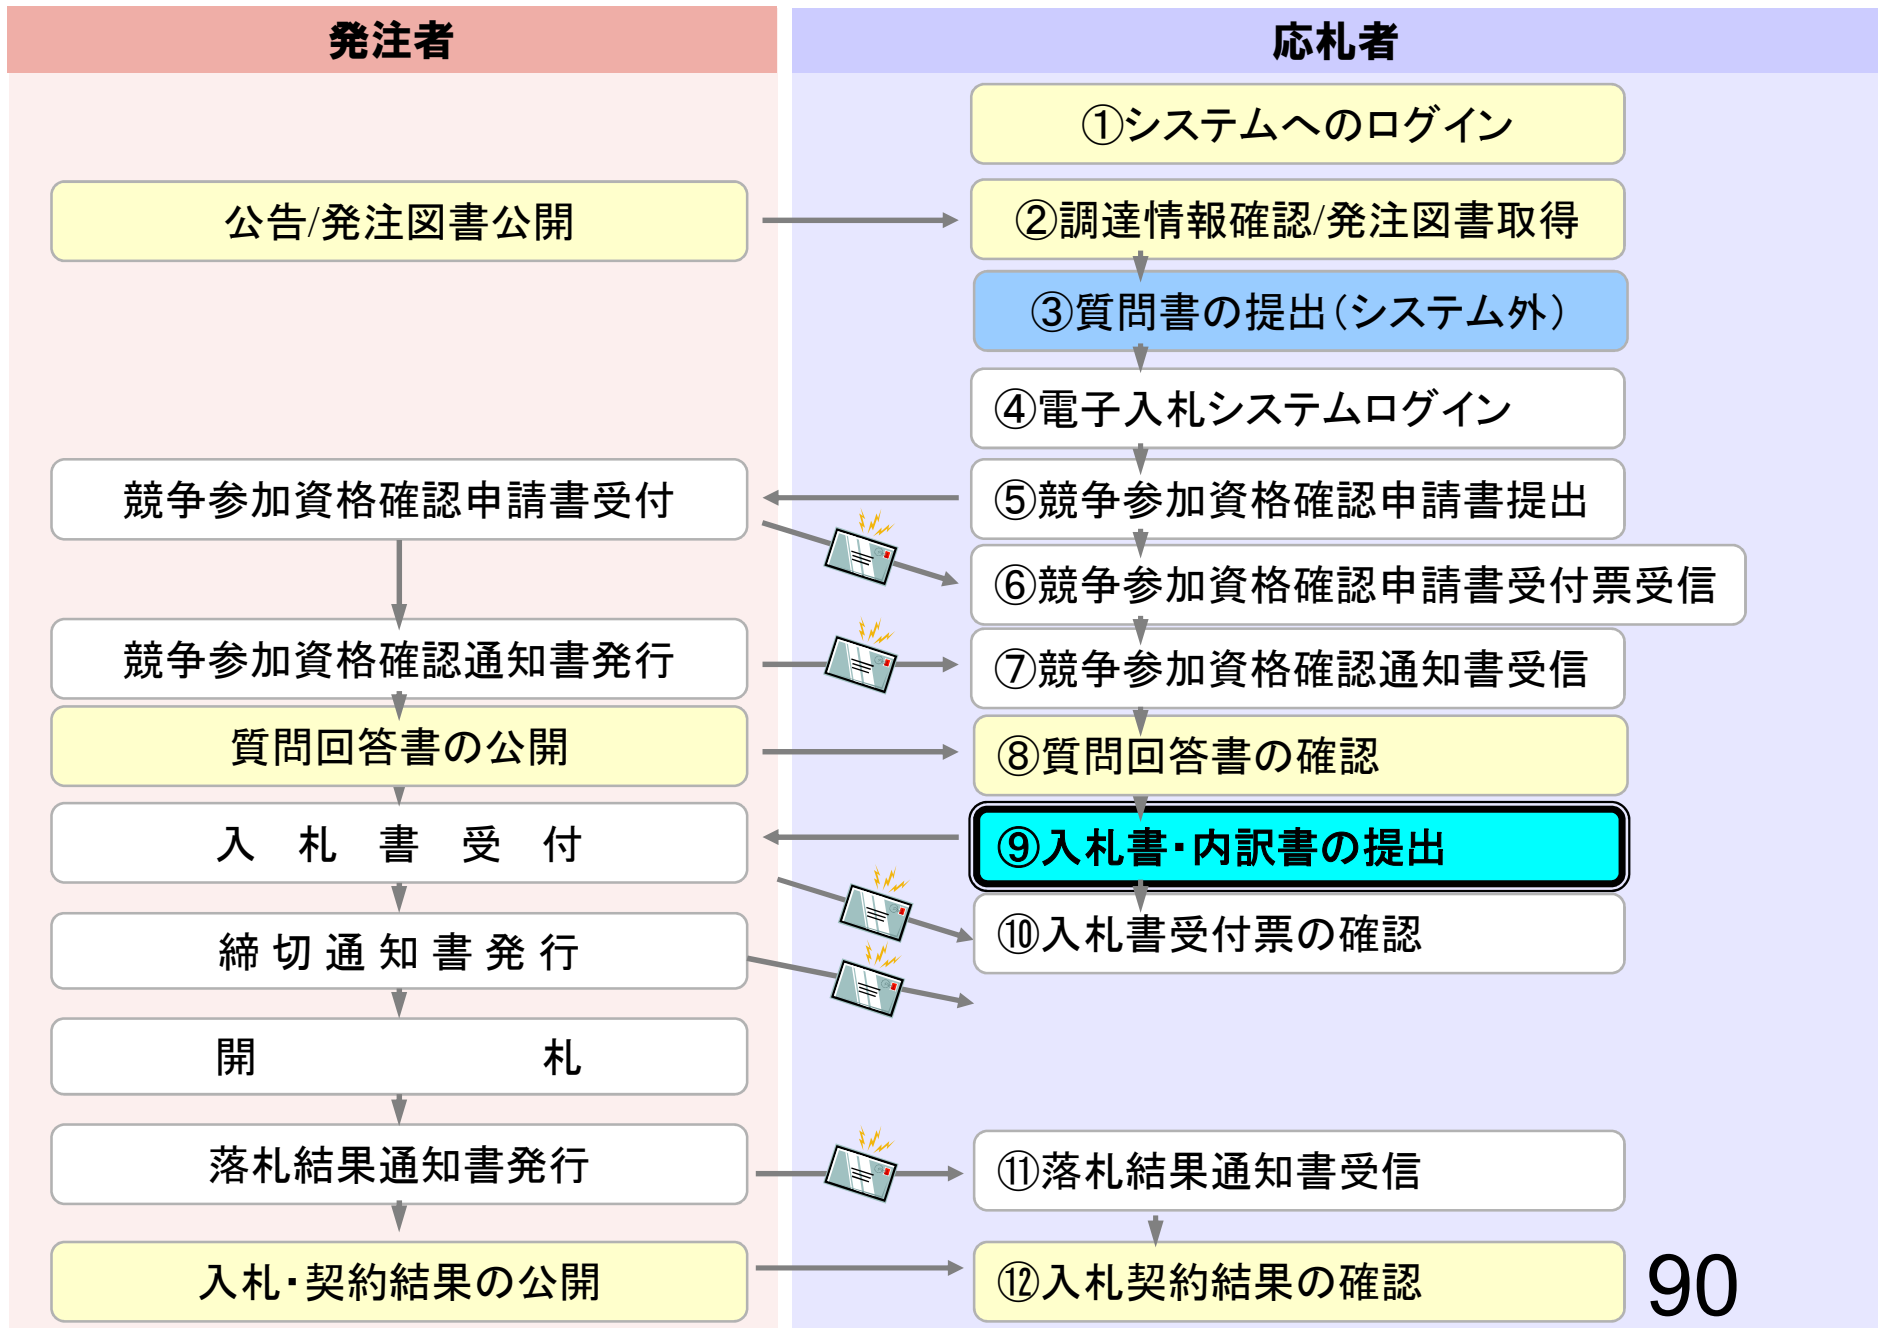 発注者
応札者
①システムへのログイン
公告/発注図書公開
②調達情報確認/発注図書取得
③質問書の提出(システム外)
④電子入札システムログイン
競争参加資格確認申請書受付
⑤競争参加資格確認申請書提出
⑥競争参加資格確認申請書受付票受信
競争参加資格確認通知書発行
⑦競争参加資格確認通知書受信
質問回答書の公開
⑧質問回答書の確認
入 札 書 受 付
⑨入札書・内訳書の提出
⑩入札書受付票の確認
締 切 通 知 書 発 行
開 札
落札結果通知書発行
⑪落札結果通知書受信
入札・契約結果の公開
⑫入札契約結果の確認
90